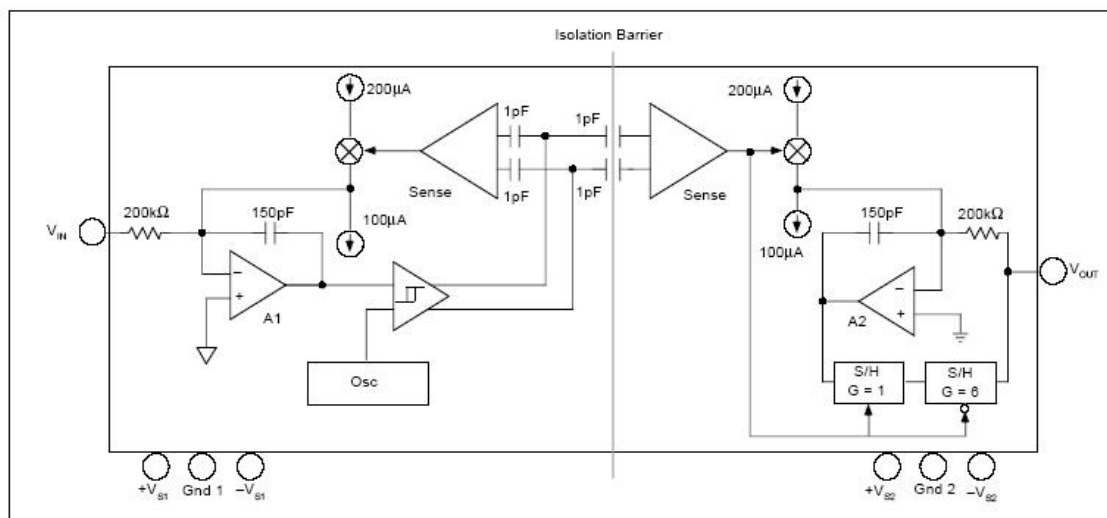 Isolation Barrier
200µA
200µA
1pF
1pF
1pF
1pF
Sense
Sense
100µA
100µA
V_IN
200kΩ
150pF
150pF
200kΩ
V_OUT
−
+
A1
−
+
A2
Osc
S/H
G = 1
S/H
G = 6
+V_S1
Gnd 1
−V_S1
+V_S2
Gnd 2
−V_S2